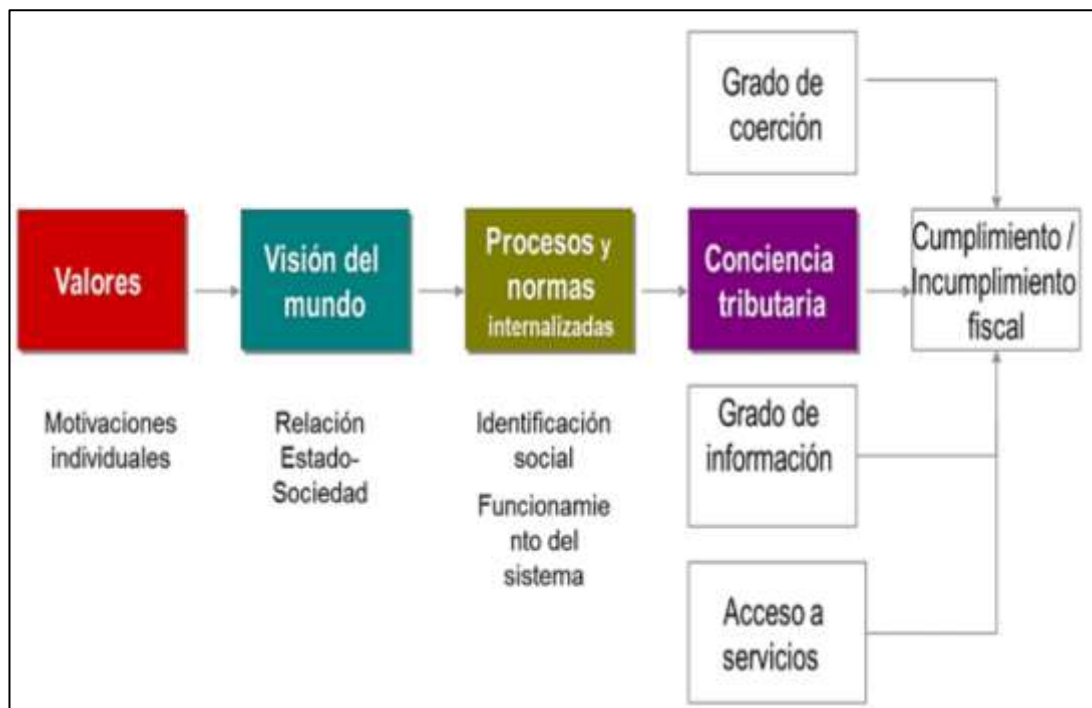 Grado de
coerción
Valores
Visión del
mundo
Procesos y
normas
internalizadas
Conciencia
tributaria
Cumplimiento /
Incumplimiento
fiscal
Motivaciones
individuales
Relación
Estado-
Sociedad
Identificación
social
Funcionamie
nto del
sistema
Grado de
información
Acceso a
servicios